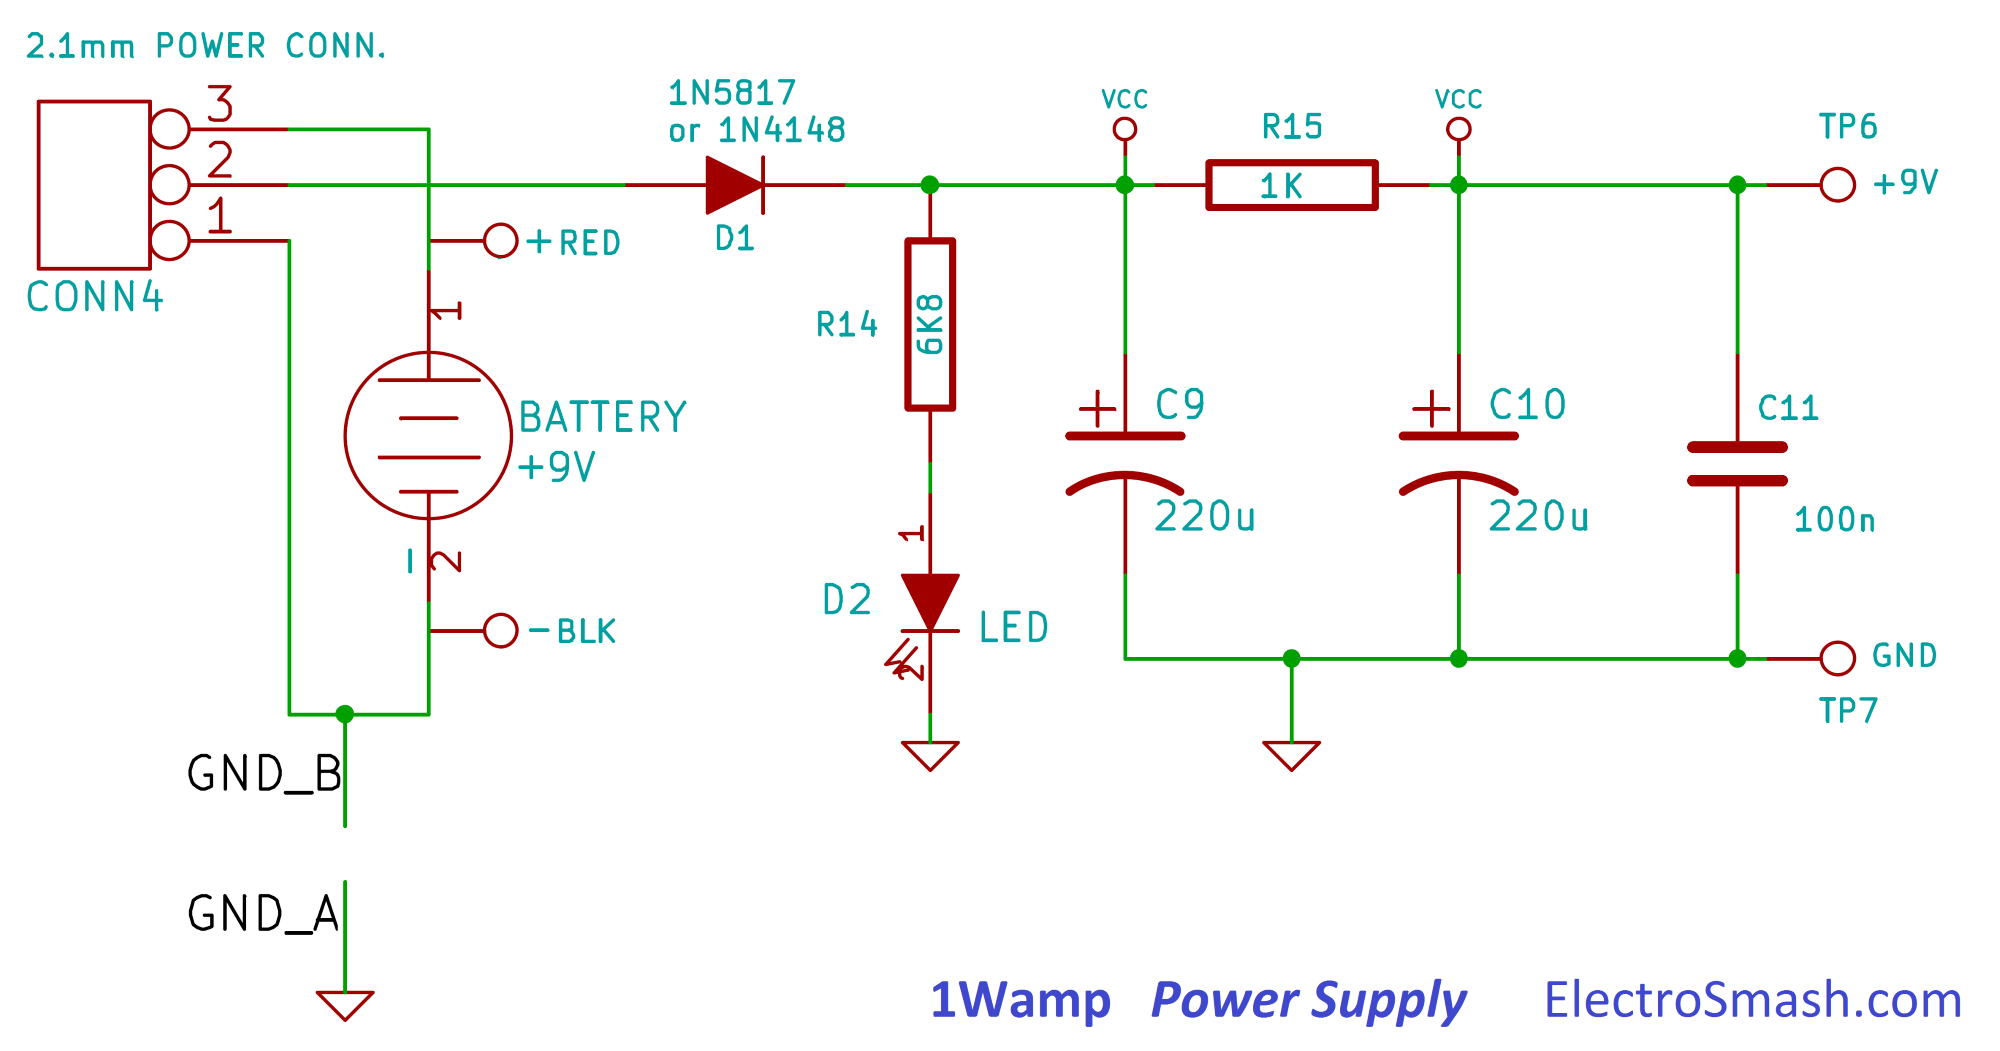 2.1mm POWER CONN.
3
2
1
CONN4
+RED
1
BATTERY
+9V
- 2
-BLK
GND_B
GND_A
1N5817
or 1N4148
D1
R14
6K8
1
D2
LED
2
VCC
R15
1K
VCC
C9
220u
C10
220u
C11
100n
TP6
+9V
GND
TP7
1Wamp Power Supply ElectroSmash.com